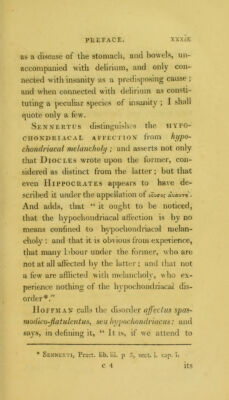 PREFACE. xxxix
as a disease of the stomach, and bowels, un-
accompanied with delirium, and only con-
nected with insanity as a predisposing cause;
and when connected with delirium as consti-
tuting a peculiar species of insanity; I shall
quote only a few.
SENNERTUS distinguishes the HYPO-
CHONDRIACAL AFFECTION from hypo-
chondriacal melancholy; and asserts not only
that DIOCLES wrote upon the former, con-
sidered as distinct from the latter; but that
even HIPPOCRATES appears to have de-
scribed it under the appellation of
And adds, that "it ought to be noticed,
that the hypochondriacal affection is by no
means confined to hypochondriacal melan-
choly: and that it is obvious from experience,
that many labour under the former, who are
not at all affected by the latter; and that not
a few are afflicted with melancholy, who ex-
perience nothing of the hypochondriacal dis-
order*."
HOFFMAN calls the disorder affectus spas-
modico-flatulentus, seu hypochondriacus: and
says, in defining it, "It is, if we attend to
* SENNERTI, Pract. lib. iii. p 5, sect. i. cap. i.
C 4 its